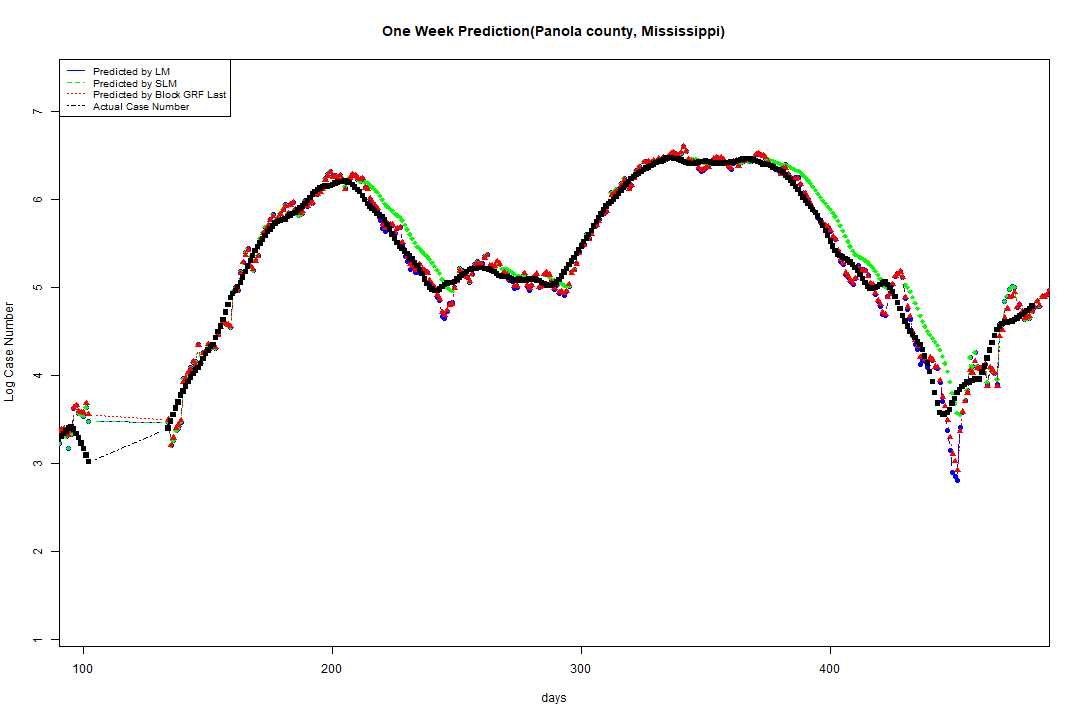 One Week Prediction(Panola county, Mississippi)
Predicted by LM
Predicted by SLM
Predicted by Block GRF Last
Actual Case Number
7
6
5
4
3
2
1
Log Case Number
100 200 300 400
days